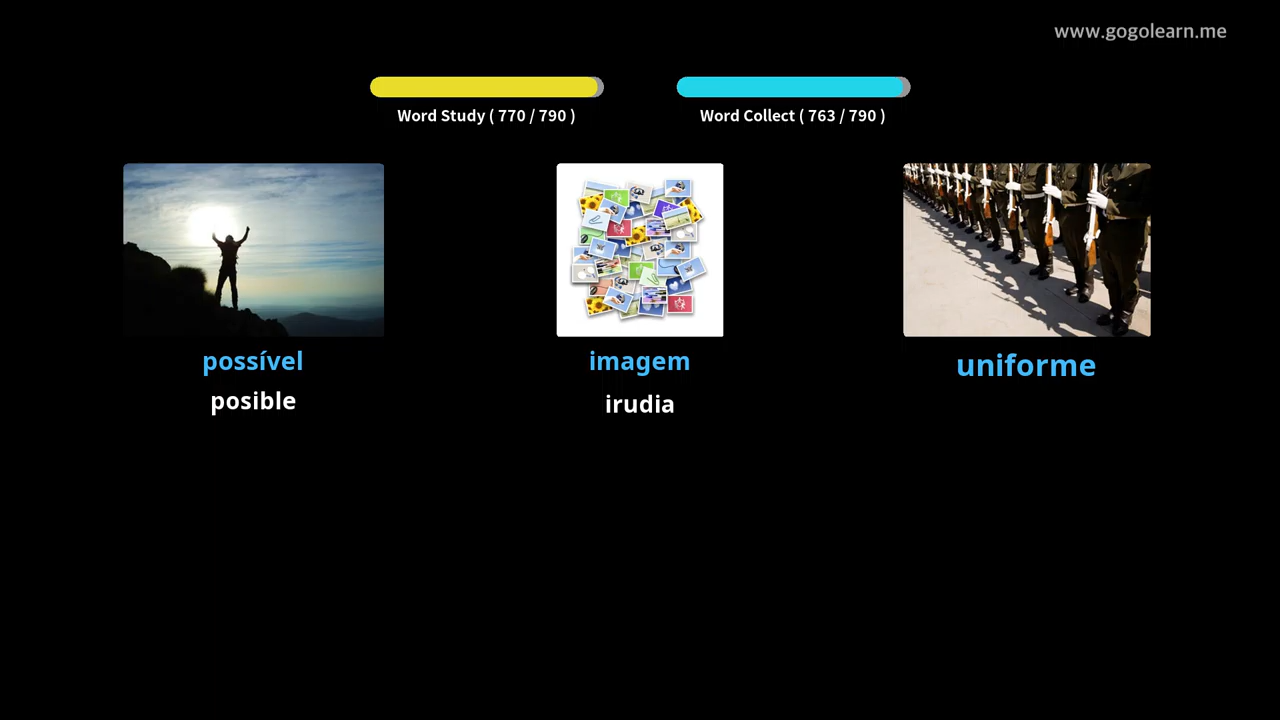 www.gogolearn.me
Word Study ( 770 / 790 )
Word Collect ( 763 / 790 )
possível
imagem
uniforme
posible
irudia